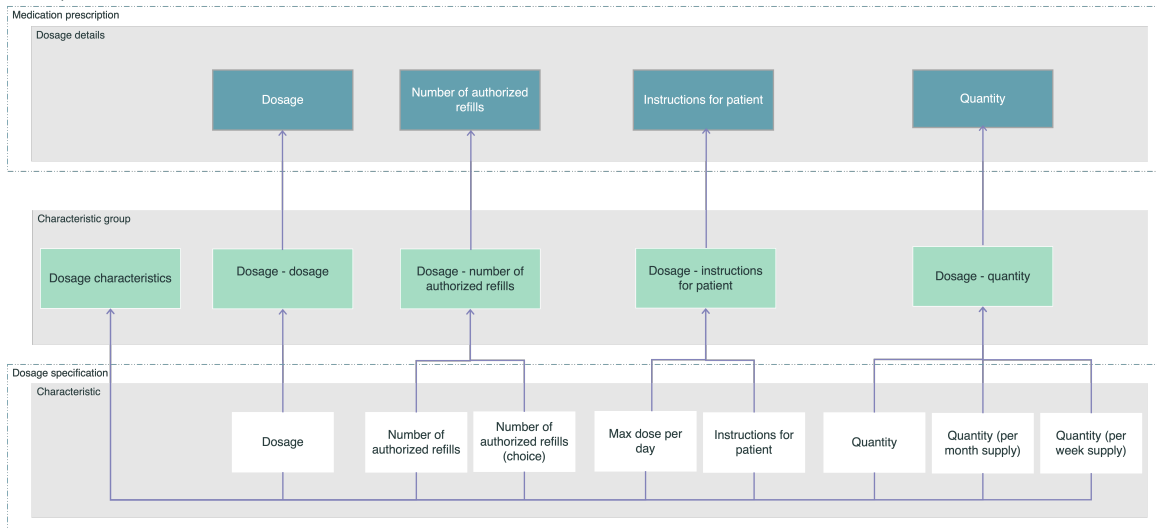 Medication prescription
Dosage details
Dosage
Number of authorized
refills
Instructions for patient
Quantity
Characteristic group
Dosage characteristics
Dosage - dosage
Dosage - number of
authorized refills
Dosage - instructions
for patient
Dosage - quantity
Dosage specification
Characteristic
Dosage
Number of
authorized refills
Number of
authorized refills
(choice)
Max dose per
day
Instructions for
patient
Quantity
Quantity (per
month supply)
Quantity (per
week supply)